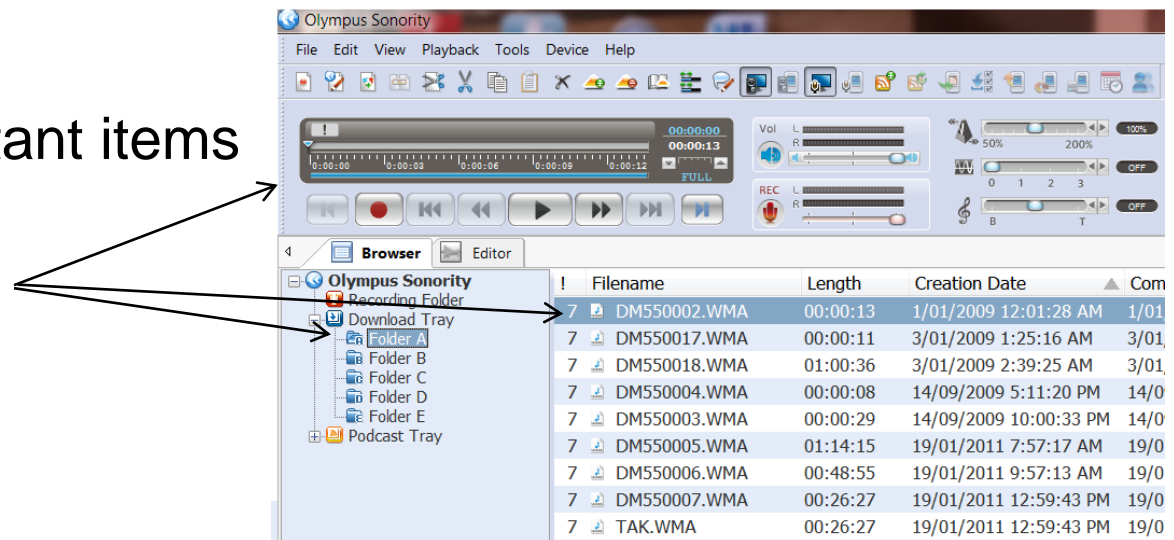 Olympus Sonority
File Edit View Playback Tools Device Help
tant items
!
00:00:00
00:00:13
0:00:00 0:00:03 0:00:06 0:00:09 0:00:12
FULL
Vol L
R
REC L
R
50% 200% 100%
0 1 2 3 OFF
B T OFF
Browser Editor
Olympus Sonority
Recording Folder
Download Tray
Folder A
Folder B
Folder C
Folder D
Folder E
Podcast Tray
! Filename Length Creation Date Com
7 DM550002.WMA 00:00:13 1/01/2009 12:01:28 AM 1/01/
7 DM550017.WMA 00:00:11 3/01/2009 1:25:16 AM 3/01/
7 DM550018.WMA 01:00:36 3/01/2009 2:39:25 AM 3/01/
7 DM550004.WMA 00:00:08 14/09/2009 5:11:20 PM 14/09
7 DM550003.WMA 00:00:29 14/09/2009 10:00:33 PM 14/09
7 DM550005.WMA 01:14:15 19/01/2011 7:57:17 AM 19/0
7 DM550006.WMA 00:48:55 19/01/2011 9:57:13 AM 19/0
7 DM550007.WMA 00:26:27 19/01/2011 12:59:43 PM 19/0
7 TAK.WMA 00:26:27 19/01/2011 12:59:43 PM 19/0